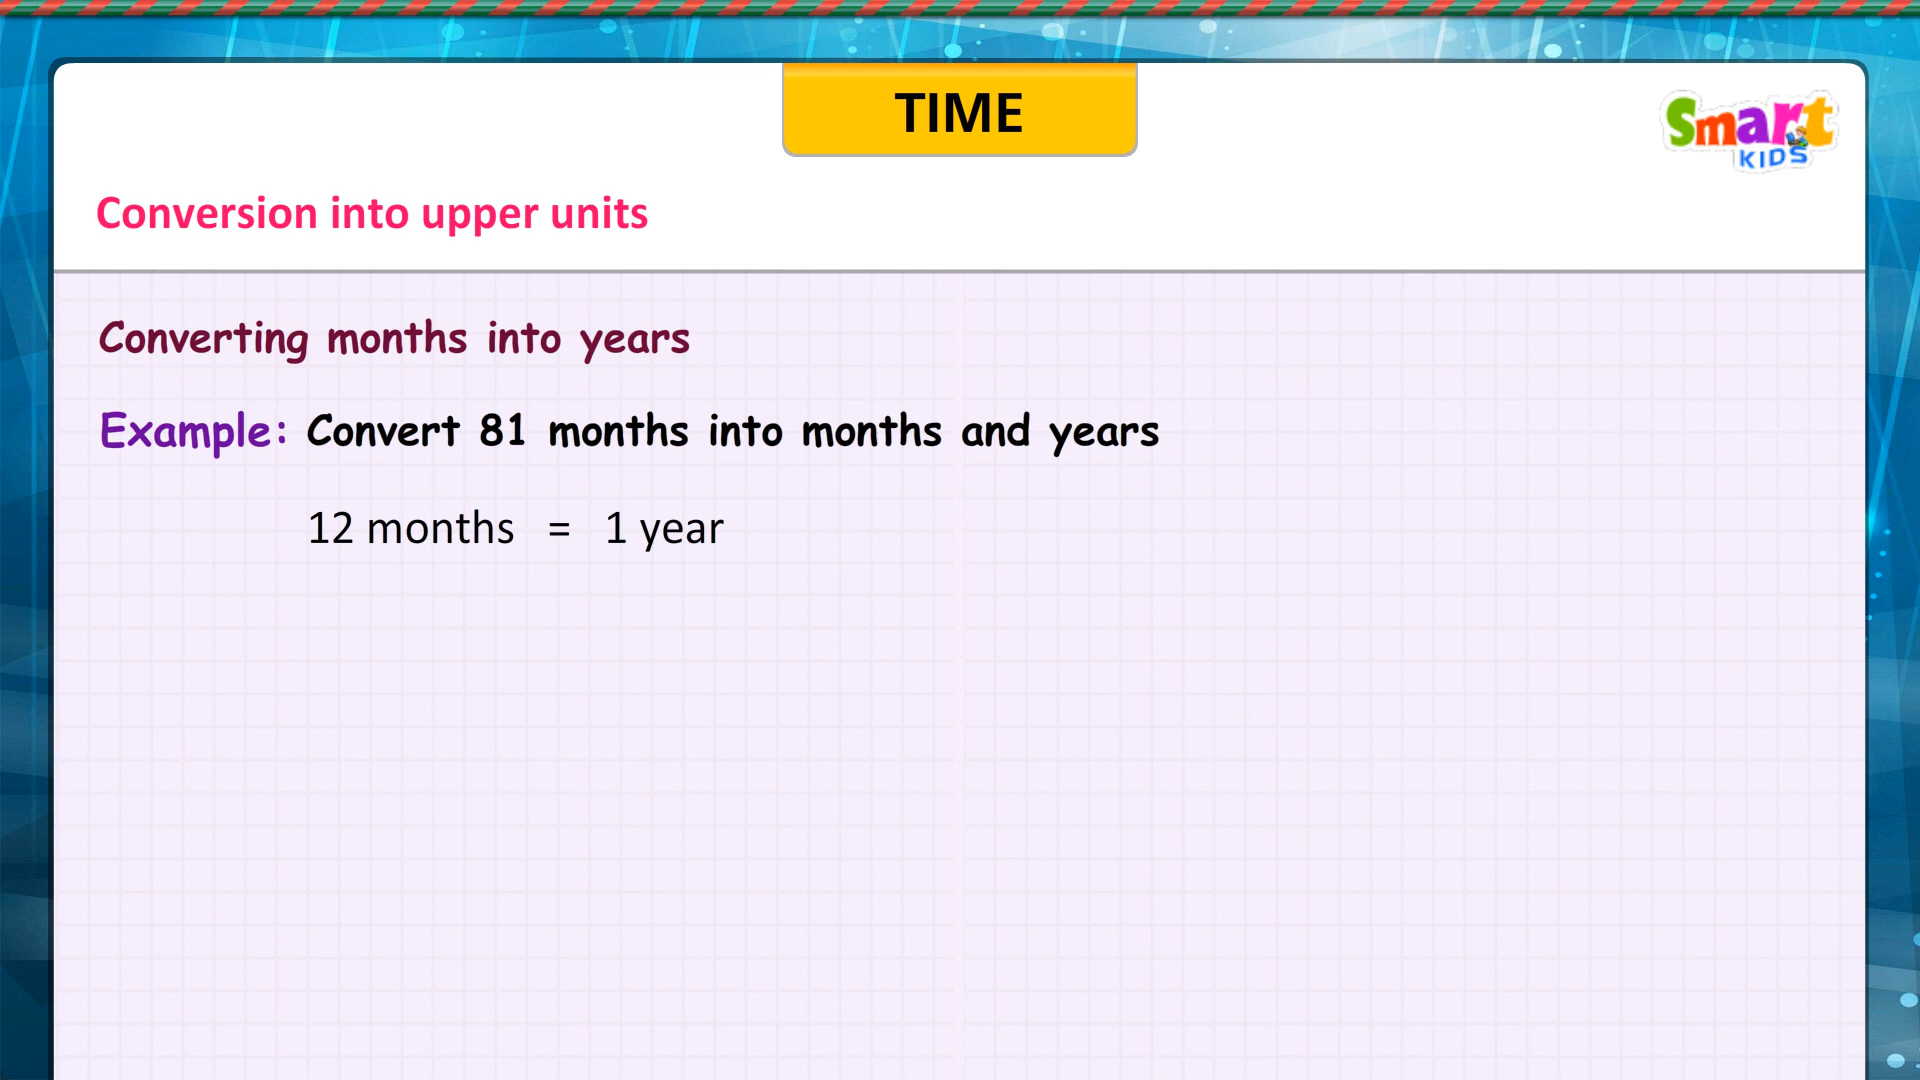 TIME
Smart
KIDS
Conversion into upper units
Converting months into years
Example: Convert 81 months into months and years
12 months = 1 year